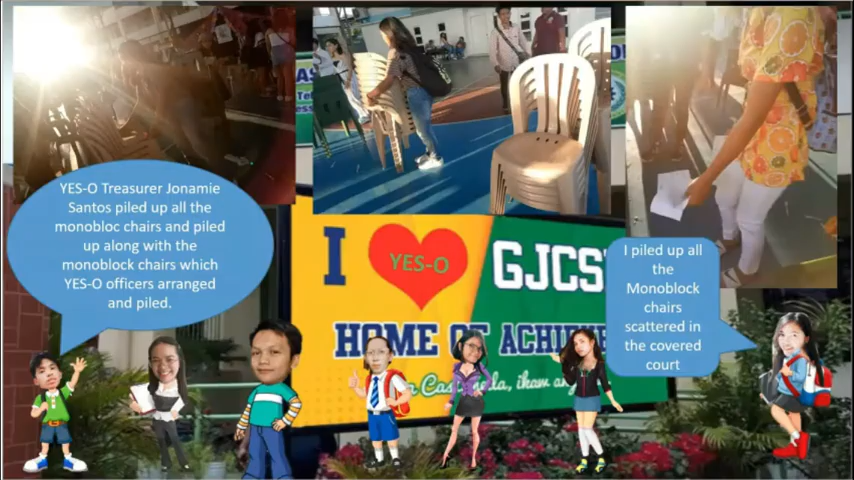 YES-O Treasurer Jonamie
Santos piled up all the
monobloc chairs and piled
up along with the
monoblock chairs which
YES-O officers arranged
and piled.
I YES-O GJCS
HOME OF ACHIE
ikaw
I piled up all
the
Monoblock
chairs
scattered in
the covered
court